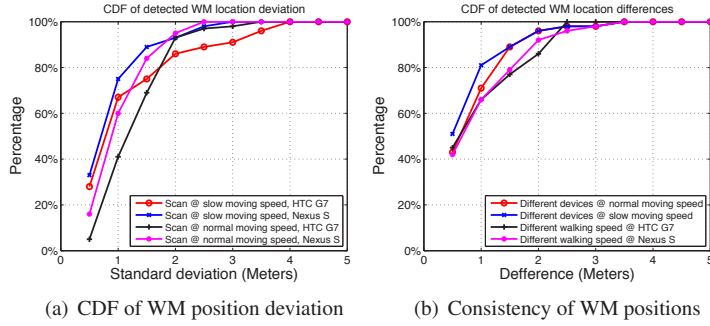 CDF of detected WM location deviation
100%
80%
60%
40%
20%
0
1
2
3
4
5
Percentage
Standard deviation (Meters)
Scan @ slow moving speed, HTC G7
Scan @ slow moving speed, Nexus S
Scan @ normal moving speed, HTC G7
Scan @ normal moving speed, Nexus S
(a) CDF of WM position deviation
CDF of detected WM location differences
100%
80%
60%
40%
20%
0
1
2
3
4
5
Percentage
Defference (Meters)
Different devices @ normal moving speed
Different devices @ slow moving speed
Different walking speed @ HTC G7
Different walking speed @ Nexus S
(b) Consistency of WM positions